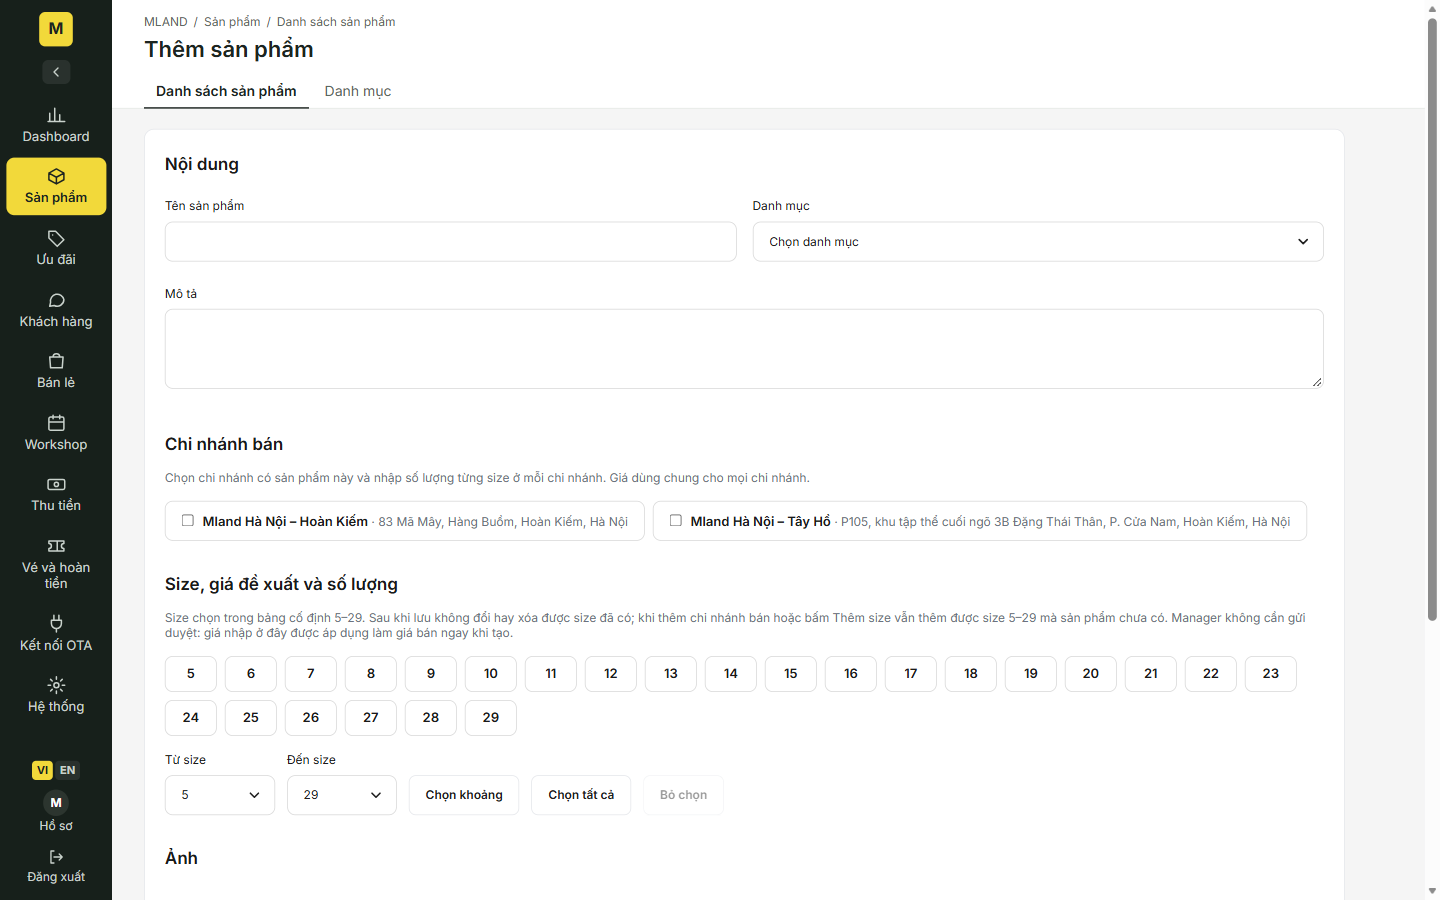 M
Dashboard
Sản phẩm
Ưu đãi
Khách hàng
Bán lẻ
Workshop
Thu tiền
Vé và hoàn
tiền
Kết nối OTA
Hệ thống
VI EN
M
Hồ sơ
Đăng xuất
MLAND / Sản phẩm / Danh sách sản phẩm
Thêm sản phẩm
Danh sách sản phẩm Danh mục
Nội dung
Tên sản phẩm Danh mục
Chọn danh mục
Mô tả
Chi nhánh bán
Chọn chi nhánh có sản phẩm này và nhập số lượng từng size ở mỗi chi nhánh. Giá dùng chung cho mọi chi nhánh.
Mland Hà Nội – Hoàn Kiếm · 83 Mã Mây, Hàng Buồm, Hoàn Kiếm, Hà Nội Mland Hà Nội – Tây Hồ · P105, khu tập thể cuối ngõ 3B Đặng Thái Thân, P. Cửa Nam, Hoàn Kiếm, Hà Nội
Size, giá đề xuất và số lượng
Size chọn trong bảng cố định 5–29. Sau khi lưu không đổi hay xóa được size đã có; khi thêm chi nhánh bán hoặc bấm Thêm size vẫn thêm được size 5–29 mà sản phẩm chưa có. Manager không cần gửi
duyệt: giá nhập ở đây được áp dụng làm giá bán ngay khi tạo.
5 6 7 8 9 10 11 12 13 14 15 16 17 18 19 20 21 22 23
24 25 26 27 28 29
Từ size Đến size
5 29 Chọn khoảng Chọn tất cả Bỏ chọn
Ảnh